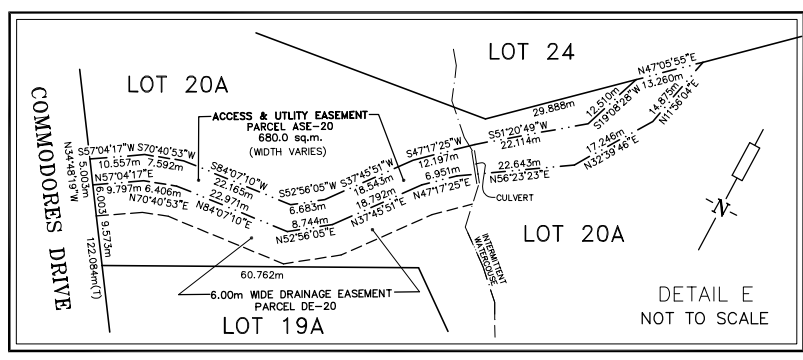 LOT 24
LOT 20A
COMMODORES DRIVE
ACCESS & UTLITY EASEMENT
PARCEL ASE-20
680.0 sq.m.
(WIDTH VARIES)
N47°05'55"E
13.260m
12.510m
S19°08'28"W
14.875m
N11°56'04"E
29.888m
S51°20'49"W
22.114m
17.246m
N32°39'46"E
S47°17'25"W
12.197m
22.643m
N56°23'23"E
S37°45'51"W
18.543m
6.951m
N47°17'25"E
S52°56'05"W
6.683m
18.792m
N37°45'51"E
S84°07'10"W
22.165m
22.971m
N84°07'10"E
8.744m
N52°56'05"E
S57°04'17"W
S70°40'53"W
10.557m
7.592m
N57°04'17"E
9.797m
6.406m
N70°40'53"E
N34°48'19"W
5.003m
6.003
9.573m
122.084m(T)
CULVERT
INTERMITTENT
WATERCOUSE
LOT 20A
60.762m
6.00m WIDE DRAINAGE EASEMENT
PARCEL DE-20
LOT 19A
N
DETAIL E
NOT TO SCALE